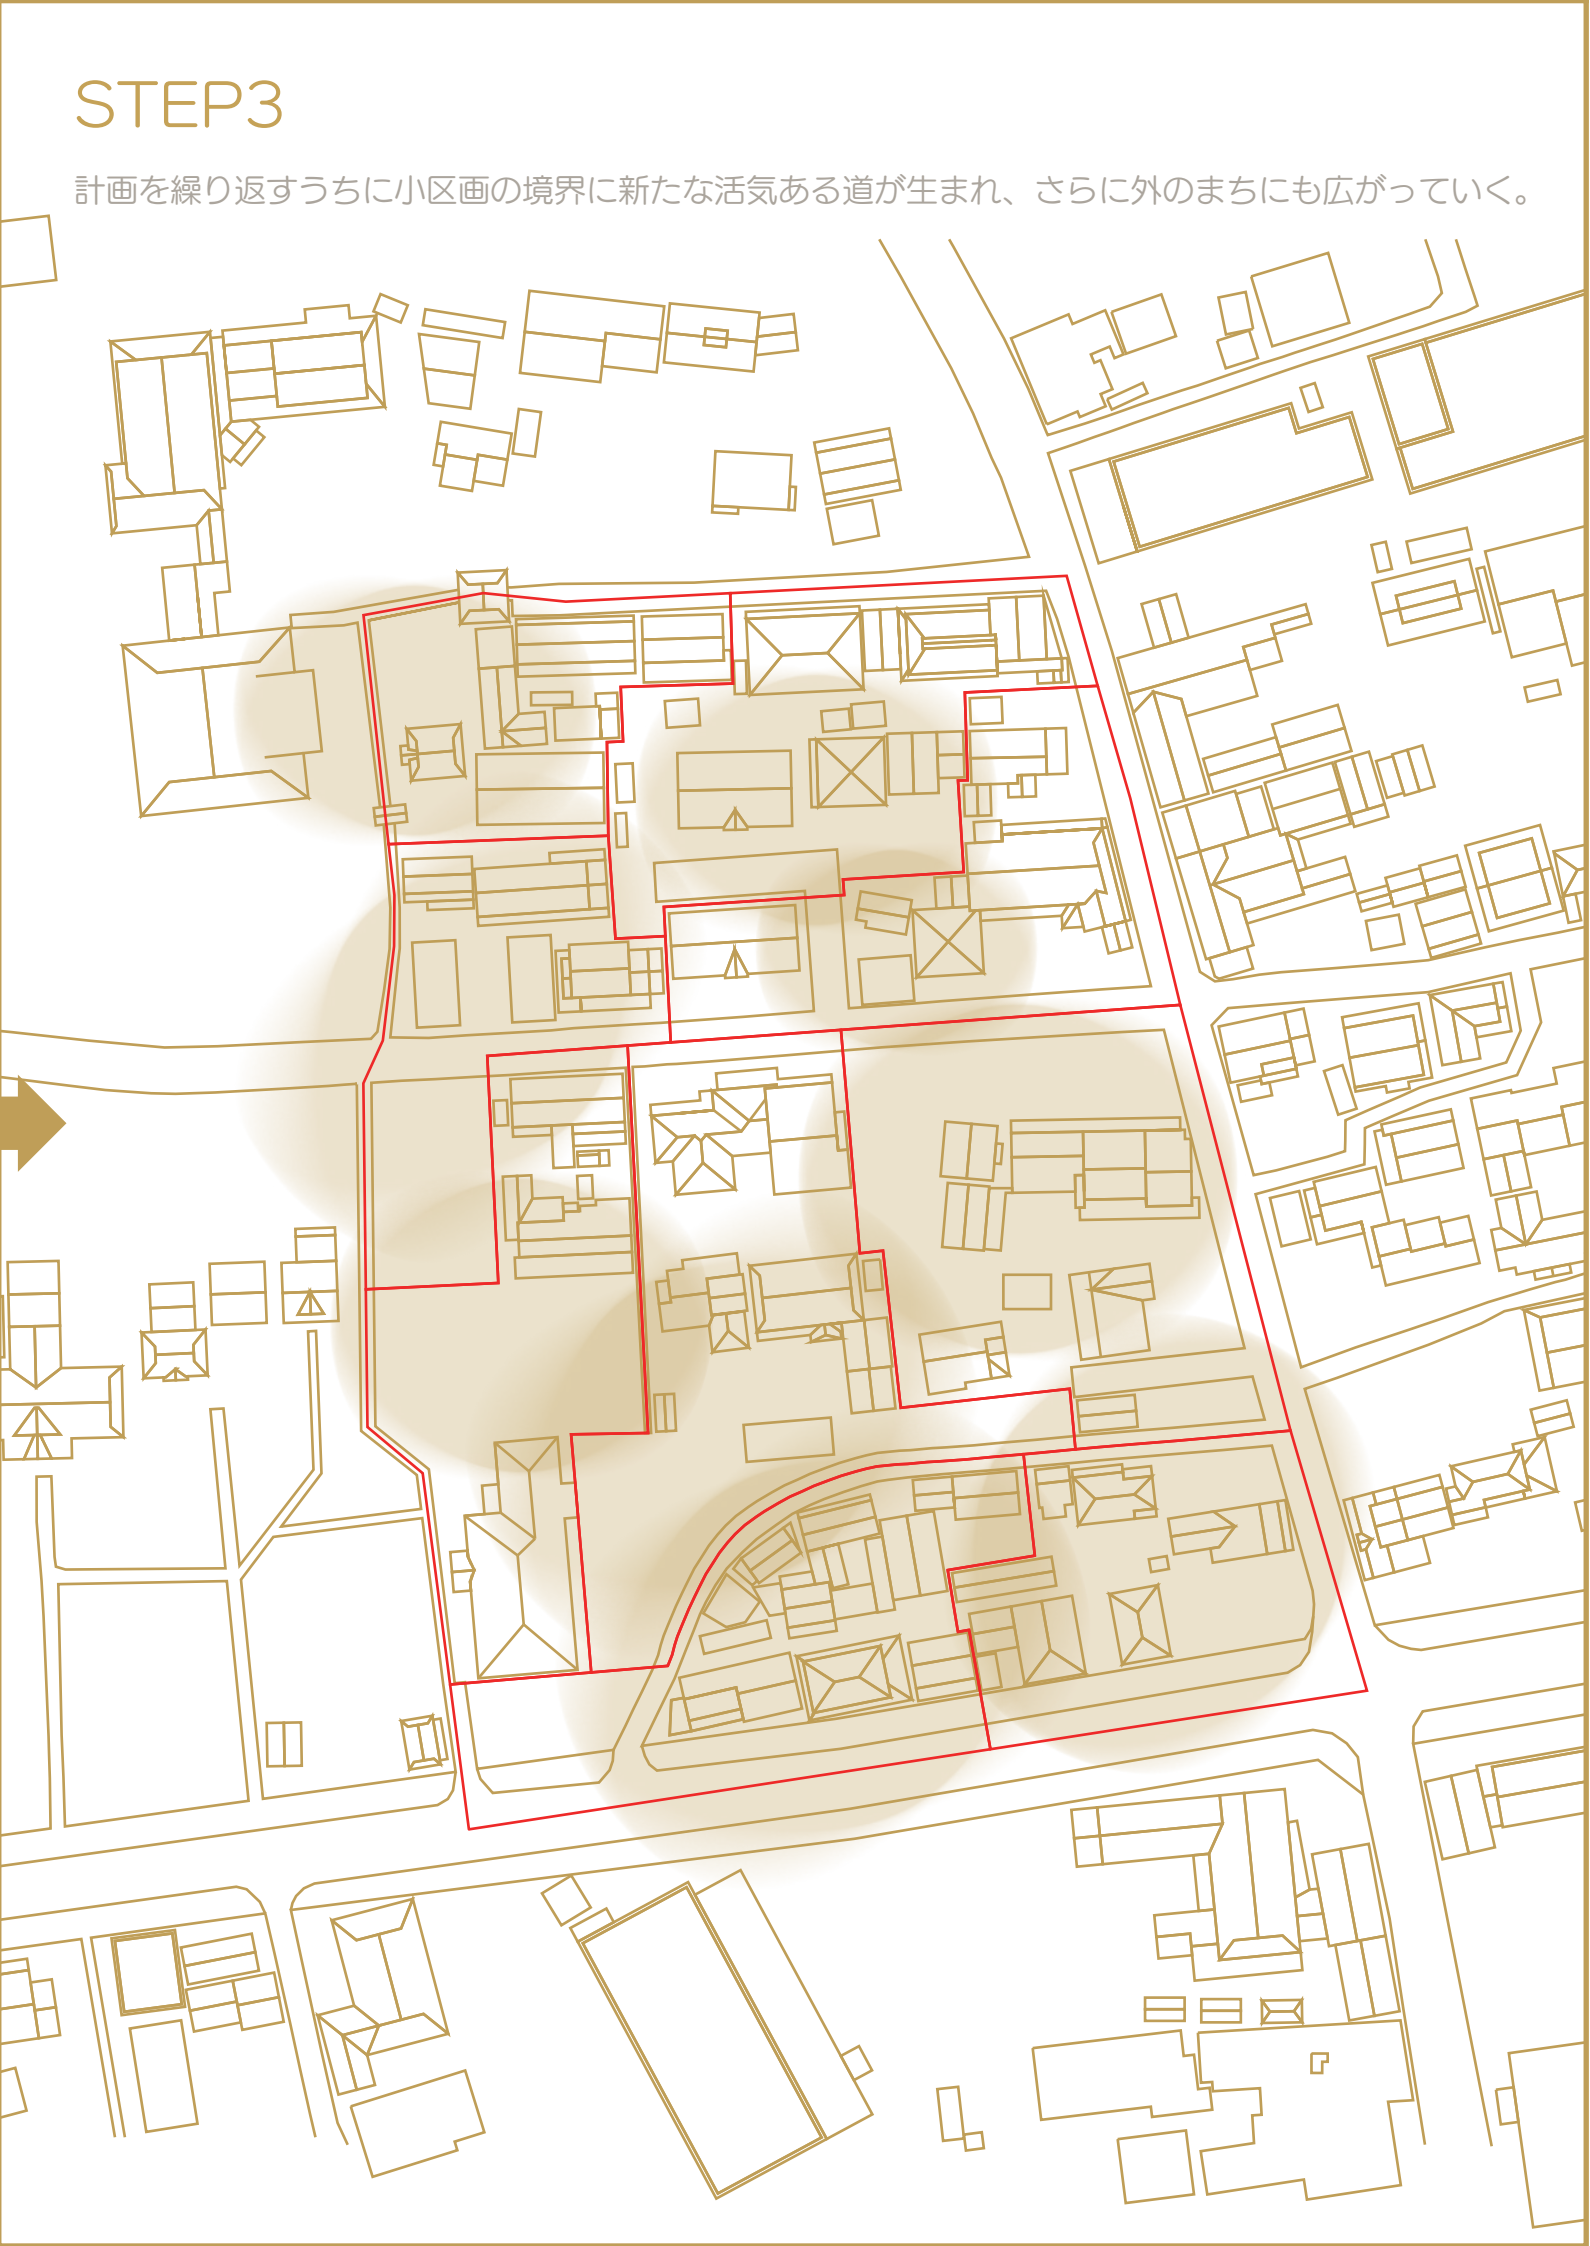 STEP3
計画を繰り返すうちに小区画の境界に新たな活気ある道が生まれ、さらに外のまちにも広がっていく。